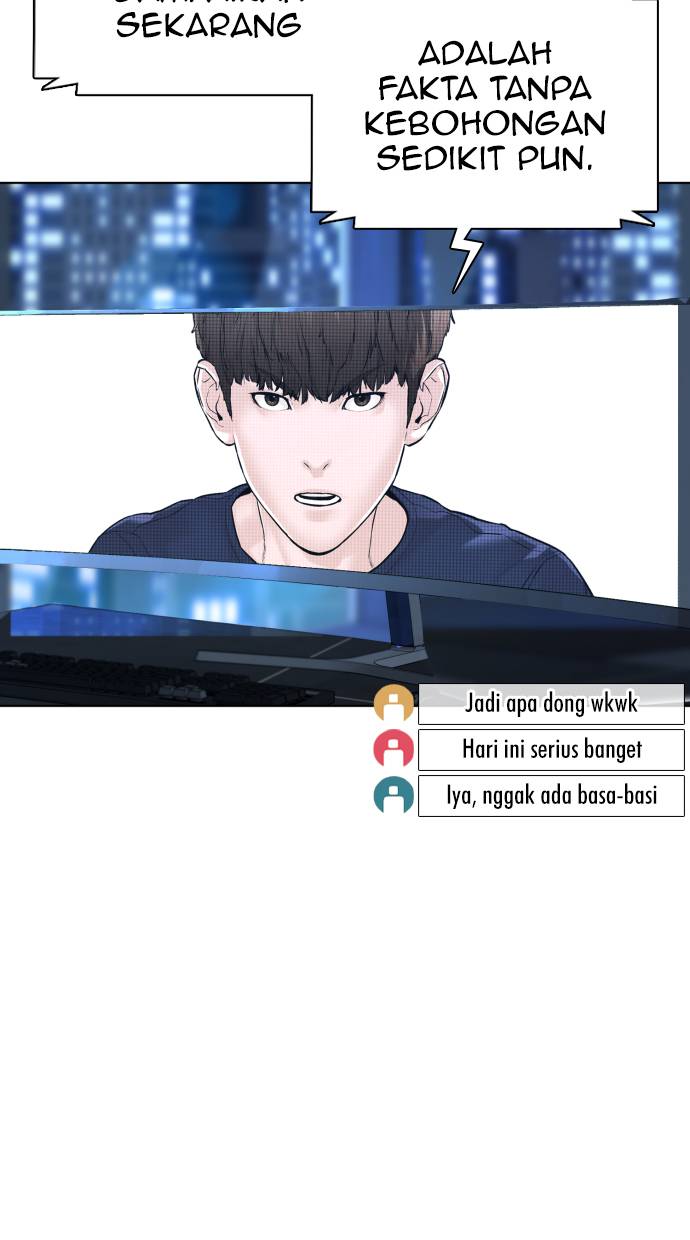 SEKARANG
ADALAH
FAKTA TANPA
KEBOHONGAN
SEDIKIT PUN.
Jadi apa dong wkwk
Hari ini serius banget
Iya, nggak ada basa-basi